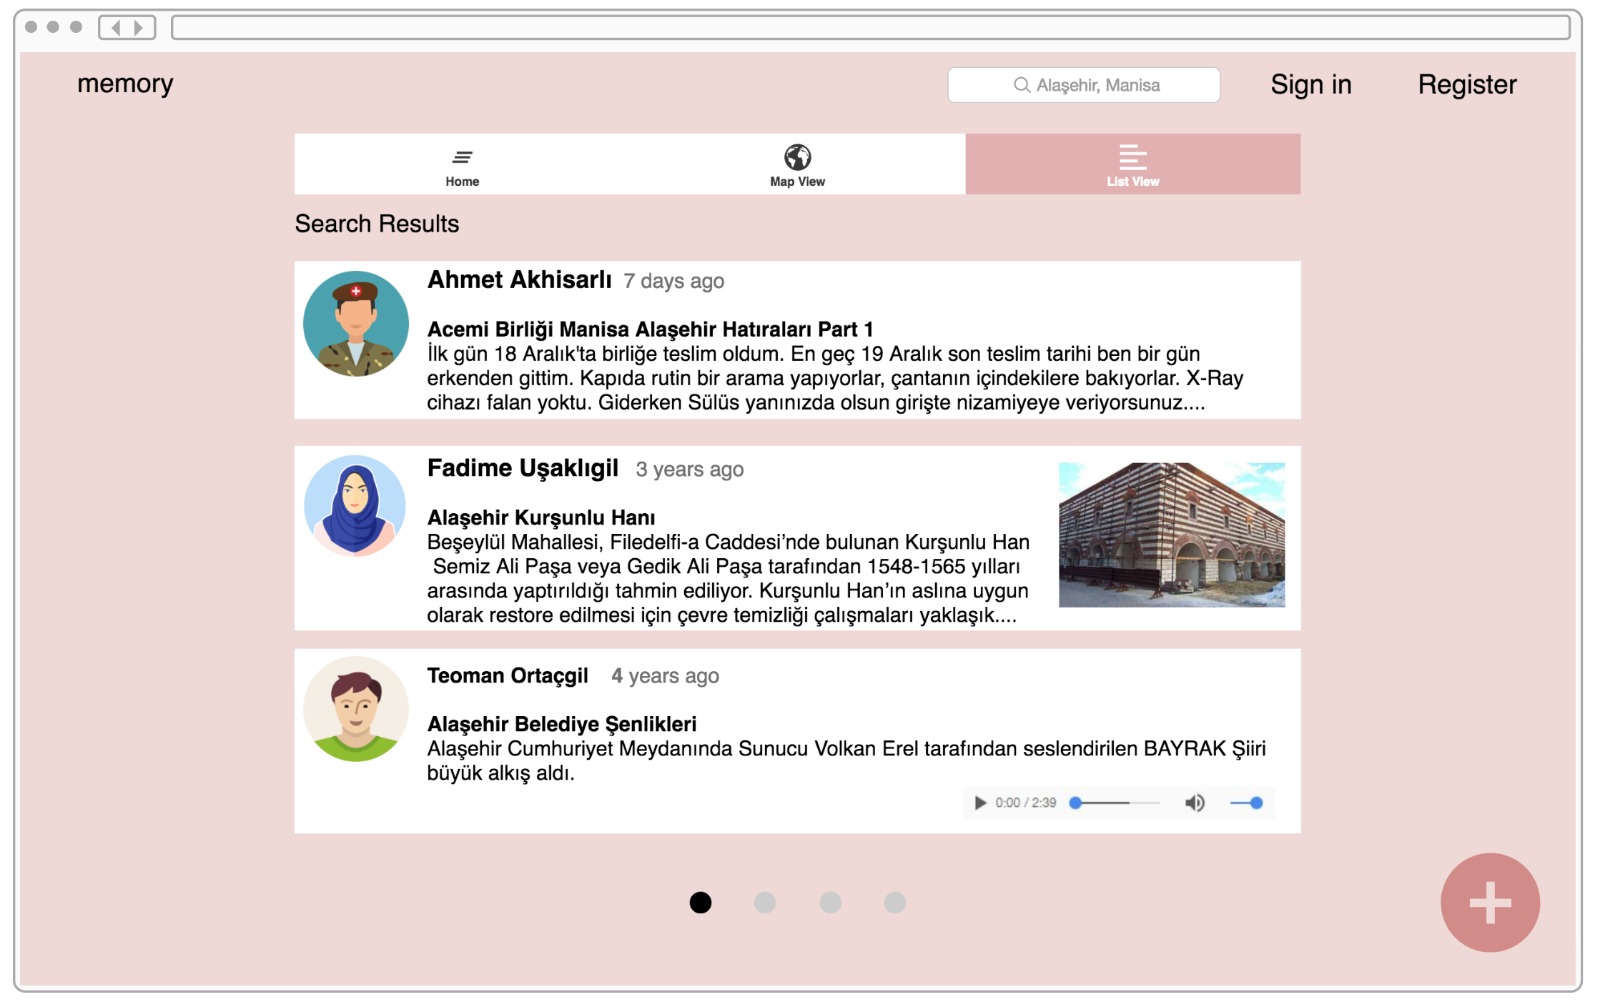 memory
Alaşehir, Manisa
Sign in
Register
Home
Map View
List View
Search Results
Ahmet Akhisarlı 7 days ago
Acemi Birliği Manisa Alaşehir Hatıraları Part 1
İlk gün 18 Aralık'ta birliğe teslim oldum. En geç 19 Aralık son teslim tarihi ben bir gün
erkenden gittim. Kapıda rutin bir arama yapıyorlar, çantanın içindekilere bakıyorlar. X-Ray
cihazı falan yoktu. Giderken Sülüs yanınızda olsun girişte nizamiyeye veriyorsunuz....
Fadime Uşaklıgil 3 years ago
Alaşehir Kurşunlu Hanı
Beşeylül Mahallesi, Filedelfi-a Caddesi’nde bulunan Kurşunlu Han
Semiz Ali Paşa veya Gedik Ali Paşa tarafından 1548-1565 yılları
arasında yaptırıldığı tahmin ediliyor. Kurşunlu Han’ın aslına uygun
olarak restore edilmesi için çevre temizliği çalışmaları yaklaşık....
Teoman Ortaçgil 4 years ago
Alaşehir Belediye Şenlikleri
Alaşehir Cumhuriyet Meydanında Sunucu Volkan Erel tarafından seslendirilen BAYRAK Şiiri
büyük alkış aldı.
0:00 / 2:39